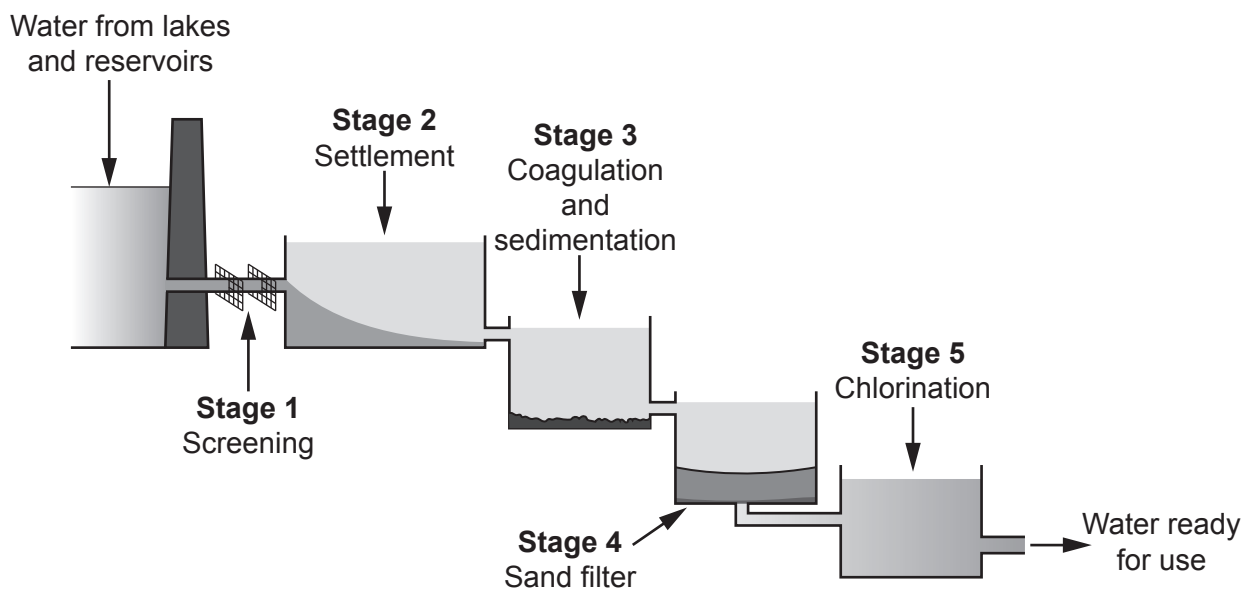 Water from lakes
and reservoirs
Stage 2
Settlement
Stage 3
Coagulation
and
sedimentation
Stage 1
Screening
Stage 5
Chlorination
Stage 4
Sand filter
Water ready
for use